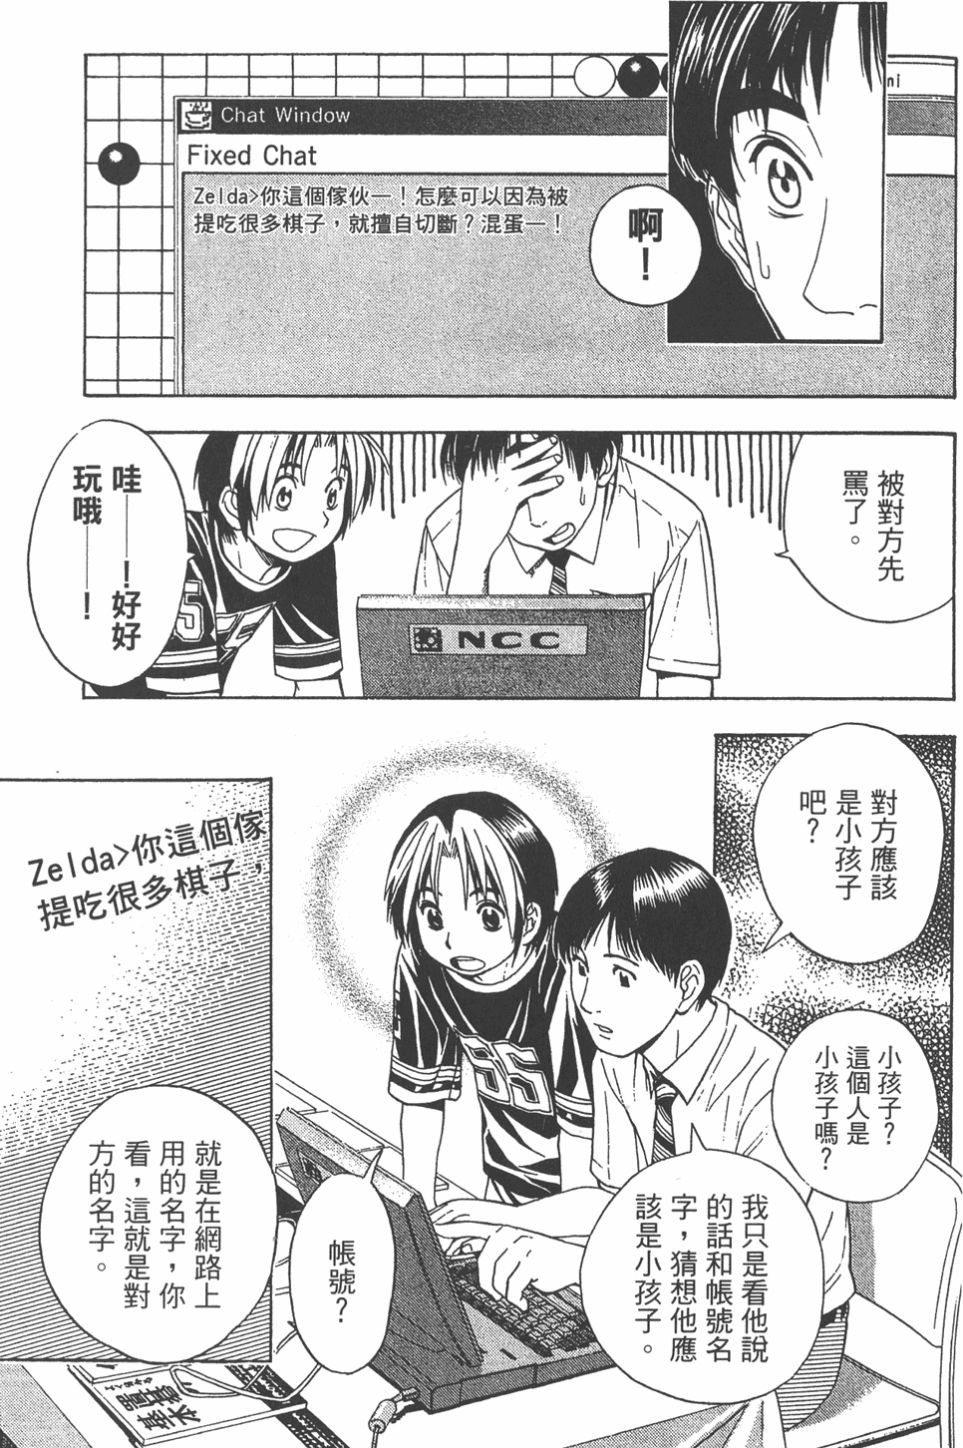 ni
Chat Window
Fixed Chat
Zelda>你這個傢伙—！怎麼可以因為被
提吃很多棋子，就擅自切斷？混蛋—！
啊！
被對方先
罵了。
哇——！好好
玩哦——！
NCC
對方應該
是小孩子
吧？
小孩子？
這個人是
小孩子嗎？
我只是看他說
的話和帳號名
字，猜想他應
該是小孩子。
帳號？
Zelda>你這個傢
提吃很多棋子，
就是在網路上
用的名字，你
看，這就是對
方的名字。